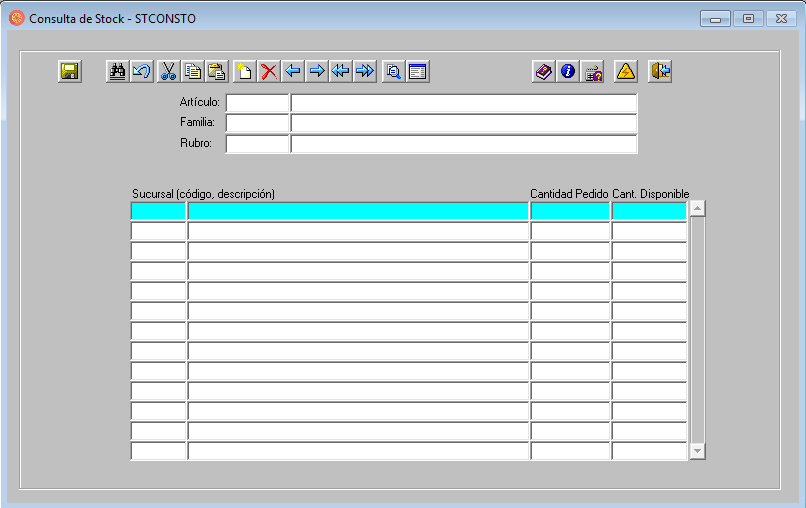 Consulta de Stock - STCONSTO
Artículo:
Familia:
Rubro:
Sucursal (código, descripción) Cantidad Pedido Cant. Disponible